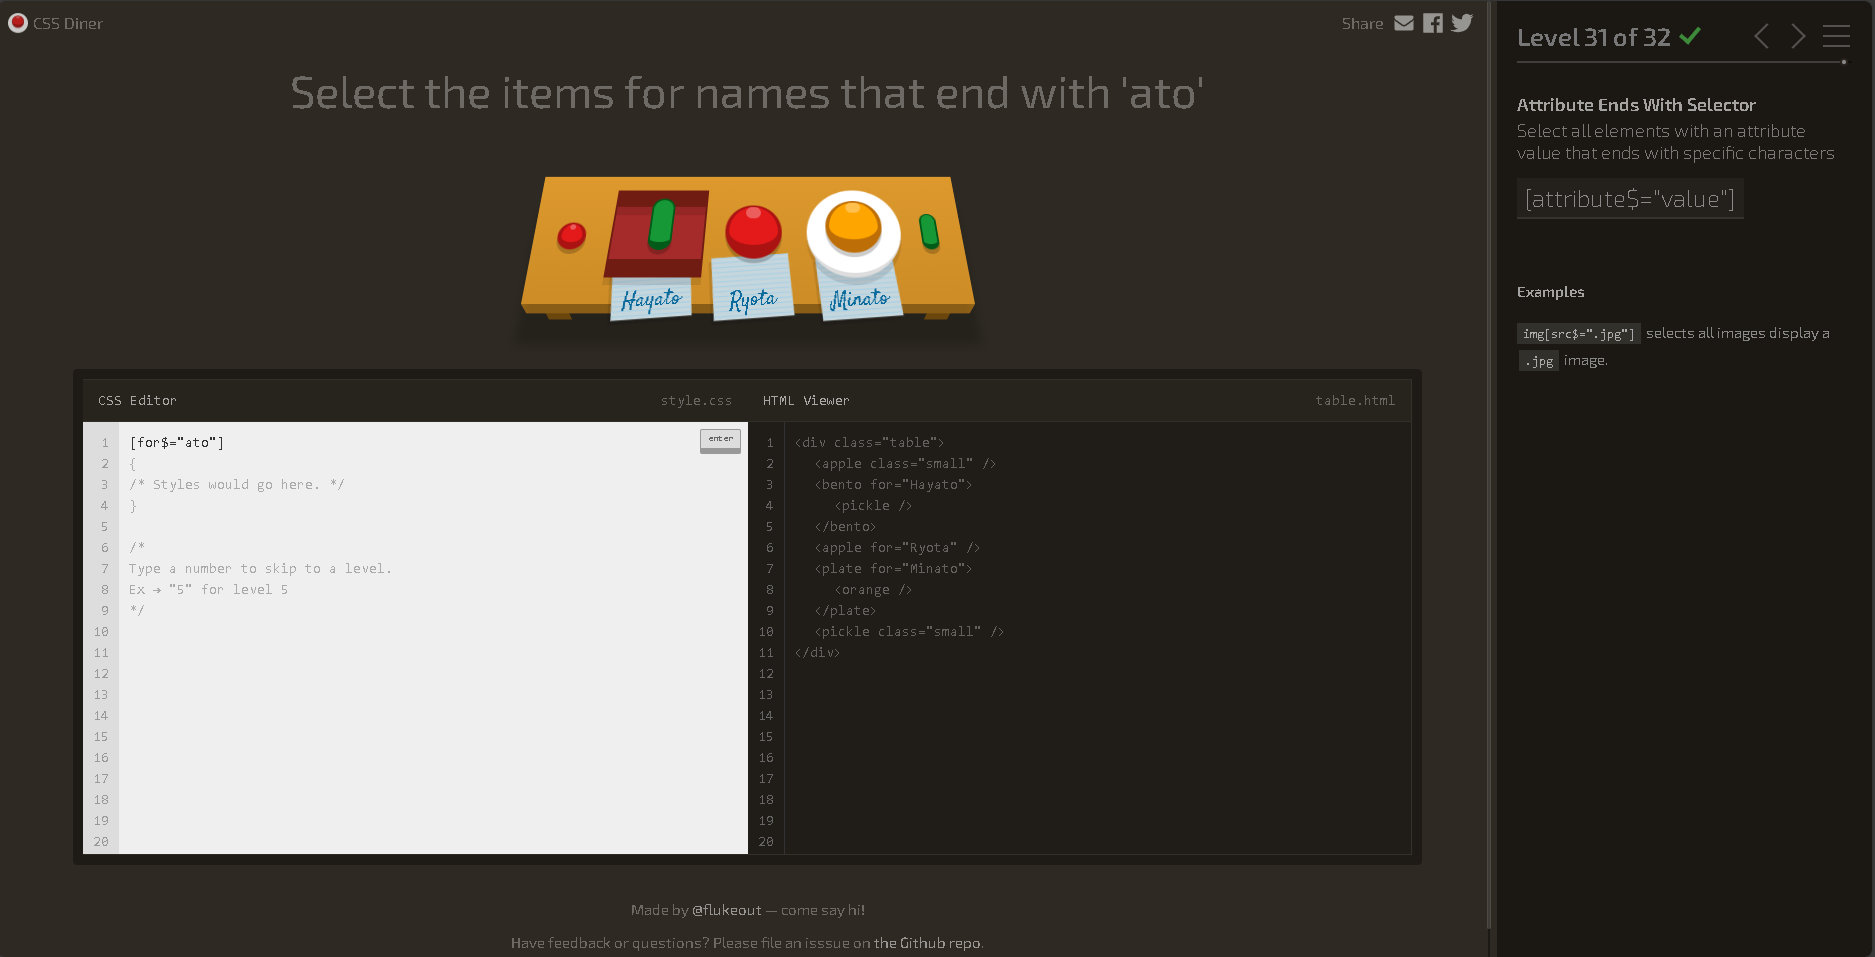 CSS Diner
Share
Select the items for names that end with 'ato'
Hayato
Ryota
Minato
CSS Editor
style.css
1 [for$="ato"]
enter
2 {
3 /* Styles would go here. */
4 }
5
6 /*
7 Type a number to skip to a level.
8 Ex → "5" for level 5
9 */
10
11
12
13
14
15
16
17
18
19
20
HTML Viewer
table.html
1 <div class="table">
2 <apple class="small" />
3 <bento for="Hayato">
4 <pickle />
5 </bento>
6 <apple for="Ryota" />
7 <plate for="Minato">
8 <orange />
9 </plate>
10 <pickle class="small" />
11 </div>
12
13
14
15
16
17
18
19
20
Made by @flukeout — come say hi!
Have feedback or questions? Please file an isssue on the Github repo.
Level 31 of 32
Attribute Ends With Selector
Select all elements with an attribute
value that ends with specific characters
[attribute$="value"]
Examples
img[src$=".jpg"] selects all images display a
.jpg image.